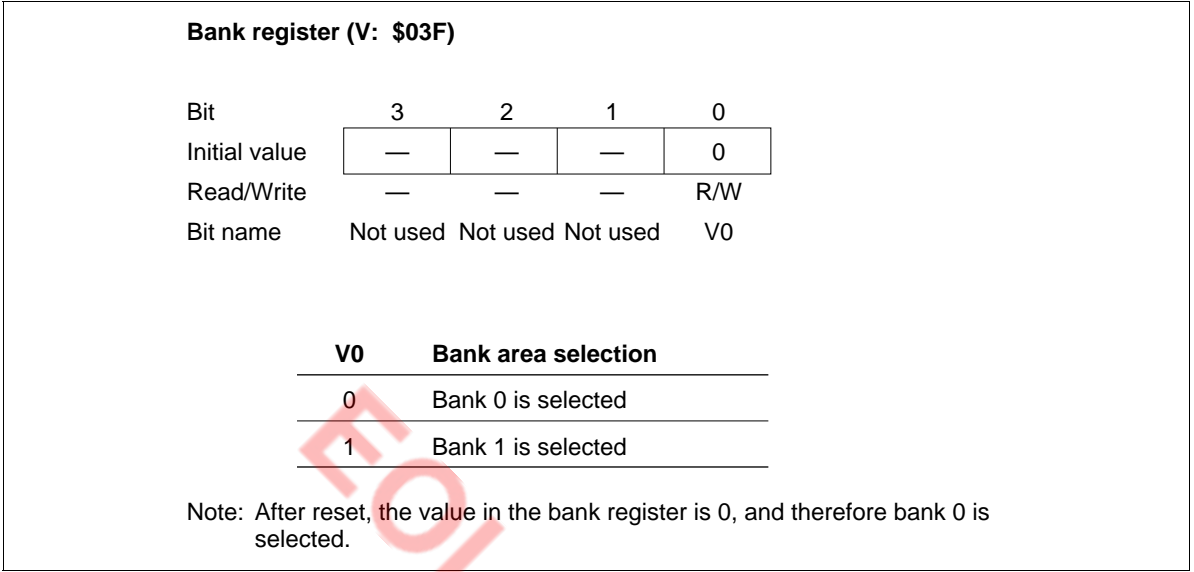 Bank register (V: $03F)
Bit 3 2 1 0
Initial value — — — 0
Read/Write — — — R/W
Bit name Not used Not used Not used V0
V0 Bank area selection
0 Bank 0 is selected
1 Bank 1 is selected
Note: After reset, the value in the bank register is 0, and therefore bank 0 is
selected.